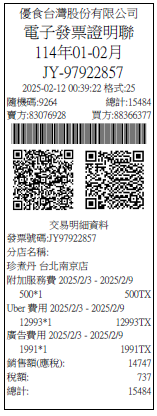 優食台灣股份有限公司
電子發票證明聯
114年01-02月
JY-97922857
2025-02-12 00:39:22 格式:25
隨機碼:9264 總計:15484
賣方:83076928 買方:88366377
交易明細資料
發票號碼:JY97922857
分店名稱:
珍煮丹 台北南京店
附加服務費 2025/2/3 - 2025/2/9
500*1 500TX
Uber 費用 2025/2/3 - 2025/2/9
12993*1 12993TX
廣告費用 2025/2/3 - 2025/2/9
1991*1 1991TX
銷售額(應稅): 14747
稅額: 737
總計: 15484